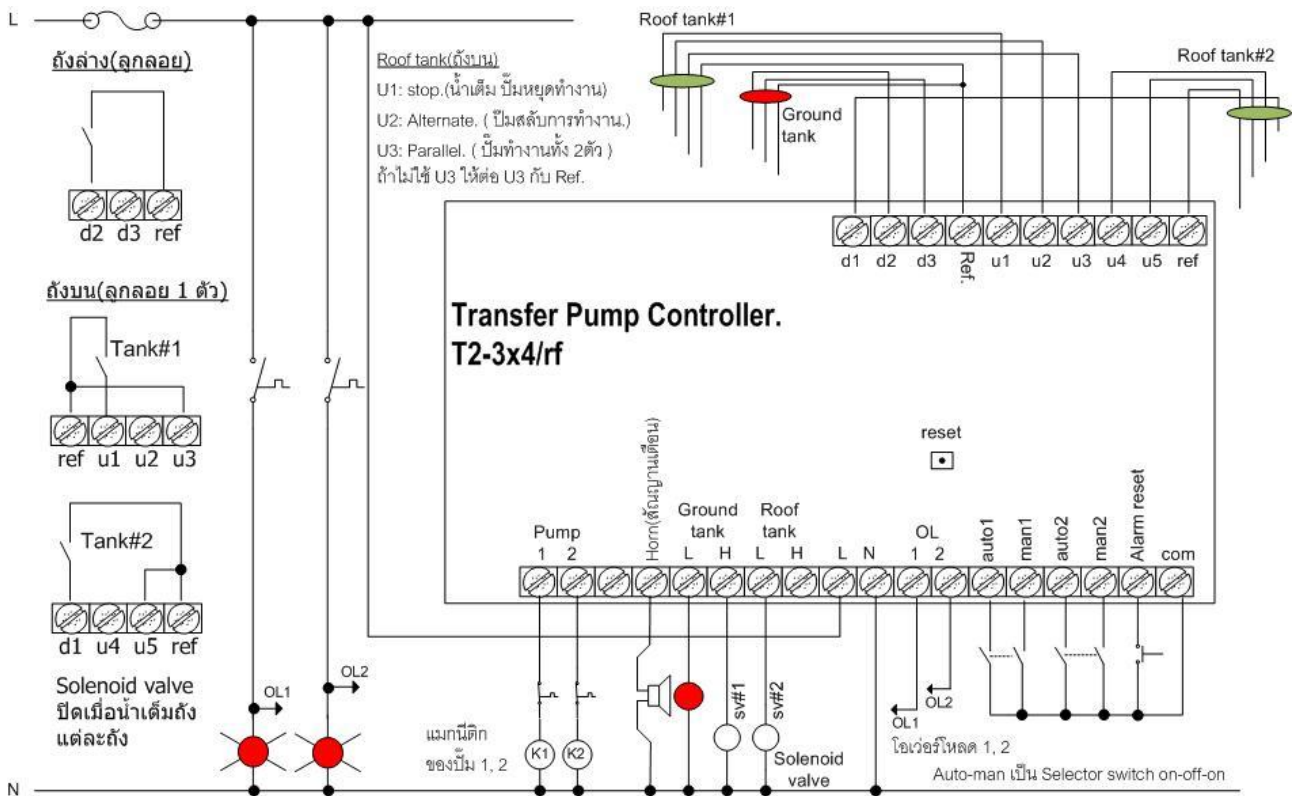 L
ถังล่าง(ลูกลอย)
d2 d3 ref
ถังบน(ลูกลอย 1 ตัว)
Tank#1
ref u1 u2 u3
Tank#2
d1 u4 u5 ref
Solenoid valve
ปิดเมื่อน้ำเต็มถัง
แต่ละถัง
OL1
OL2
N
Roof tank(ถังบน)
U1: stop.(น้ำเต็ม ปั๊มหยุดทำงาน)
U2: Alternate. ( ปั๊มสลับการทำงาน.)
U3: Parallel. ( ปั๊มทำงานทั้ง 2ตัว )
ถ้าไม่ใช้ U3 ให้ต่อ U3 กับ Ref.
Roof tank#1
Ground
tank
Roof tank#2
d1 d2 d3 Ref. u1 u2 u3 u4 u5 ref
Transfer Pump Controller.
T2-3x4/rf
reset
Pump
1 2
Horn(สัญญานเตือน)
Ground
tank
L H
Roof
tank
L H
L N
OL
1 2
auto1
man1
auto2
man2
Alarm reset
com
แมกนีติก
ของปั๊ม 1, 2
K1
K2
sv#1
sv#2
Solenoid
valve
OL1
OL2
โอเว่อร์โหลด 1, 2
Auto-man เป็น Selector switch on-off-on